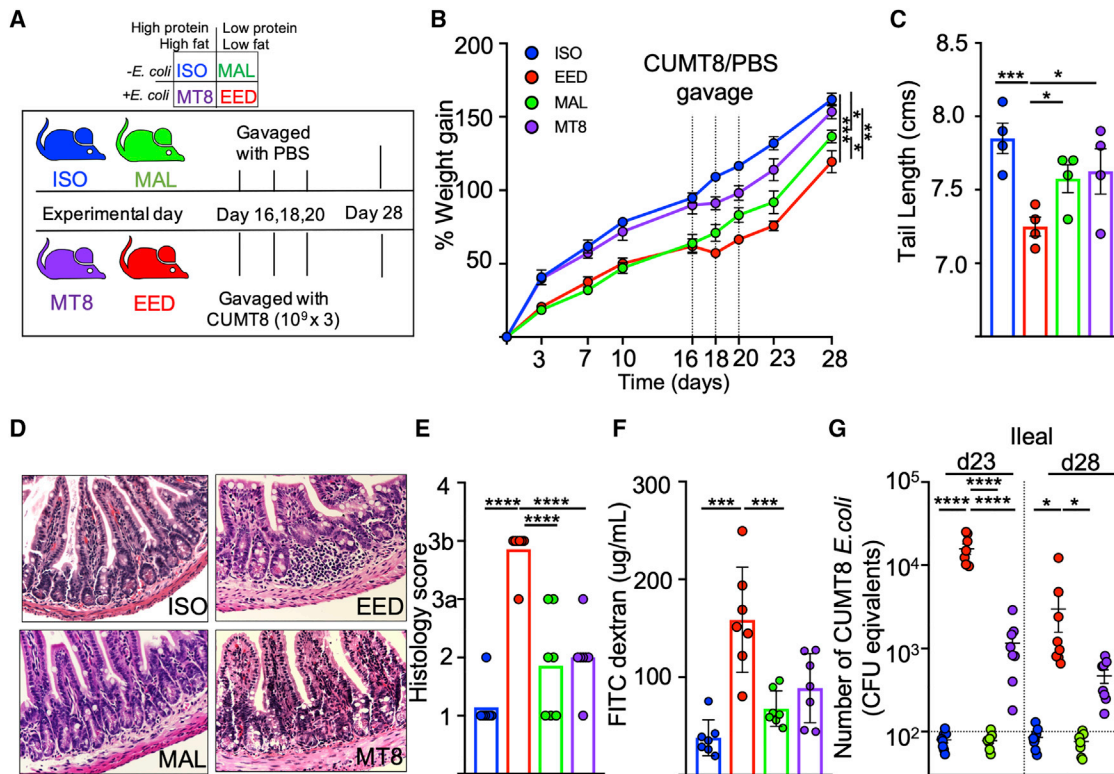 A
High protein
High fat
Low protein
Low fat
-E. coli
ISO
MAL
+E. coli
MT8
EED
Gavaged
with PBS
ISO
MAL
Experimental day
Day 16,18,20
Day 28
MT8
EED
Gavaged with
CUMT8 (10⁹ x 3)
B
% Weight gain
200
150
100
50
ISO
EED
MAL
MT8
CUMT8/PBS
gavage
*
***
*
**
3
7
10
16
18
20
23
28
Time (days)
C
Tail Length (cms)
8.0
7.5
7.0
***
*
*
D
ISO
EED
MAL
MT8
E
Histology score
4
3b
3a
2
1
****
****
****
F
FITC dextran (ug/mL)
300
200
100
***
***
G
Ileal
d23
d28
Number of CUMT8 E.coli
(CFU eqivalents)
10⁵
10⁴
10³
10²
****
****
****
*
*